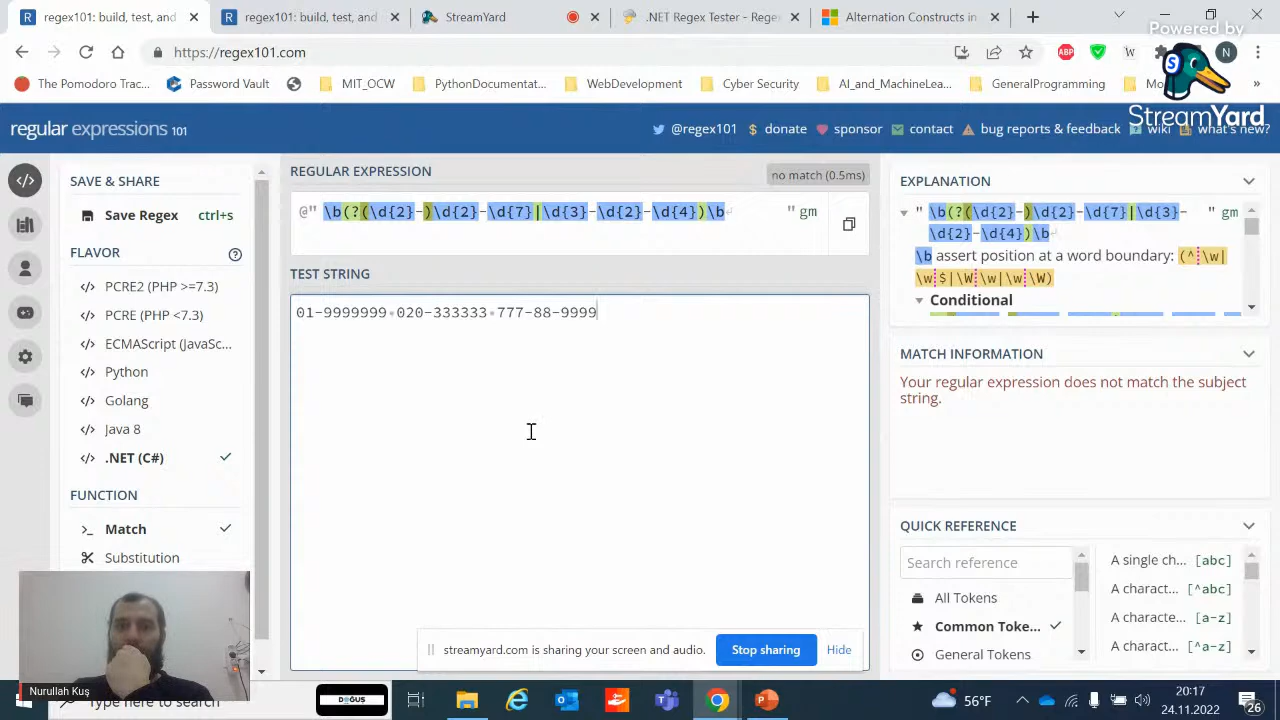 regex101: build, test, and
regex101: build, test, and
StreamYard
.NET Regex Tester - Rege
Alternation Constructs in
https://regex101.com
ABP
W
N
Powered by
StreamYard
The Pomodoro Trac...
Password Vault
MIT_OCW
PythonDocumentat...
WebDevelopment
Cyber Security
AI_and_MachineLea...
GeneralProgramming
»
regular expressions 101
@regex101
$ donate
sponsor
contact
bug reports & feedback
wiki
what's new?
SAVE & SHARE
Save Regex ctrl+s
FLAVOR
PCRE2 (PHP >=7.3)
PCRE (PHP <7.3)
ECMAScript (JavaSc...
Python
Golang
Java 8
.NET (C#)
FUNCTION
Match
Substitution
REGULAR EXPRESSION
no match (0.5ms)
@" \b(?(\d{2}-)\d{2}-\d{7}|\d{3}-\d{2}-\d{4})\b " gm
TEST STRING
01-9999999 020-333333 777-88-9999
EXPLANATION
" \b(?(\d{2}-)\d{2}-\d{7}|\d{3}- " gm
\d{2}-\d{4})\b
\b assert position at a word boundary: (^\w|
\w$|\W\w|\w\W)
Conditional
MATCH INFORMATION
Your regular expression does not match the subject
string.
QUICK REFERENCE
Search reference
All Tokens
Common Toke...
General Tokens
A single ch... [abc]
A charact... [^abc]
A characte... [a-z]
A charact... [^a-z]
streamyard.com is sharing your screen and audio.
Stop sharing
Hide
Nurullah Kuş
Type here to search
DOĞUŞ
56°F
20:17
24.11.2022
26